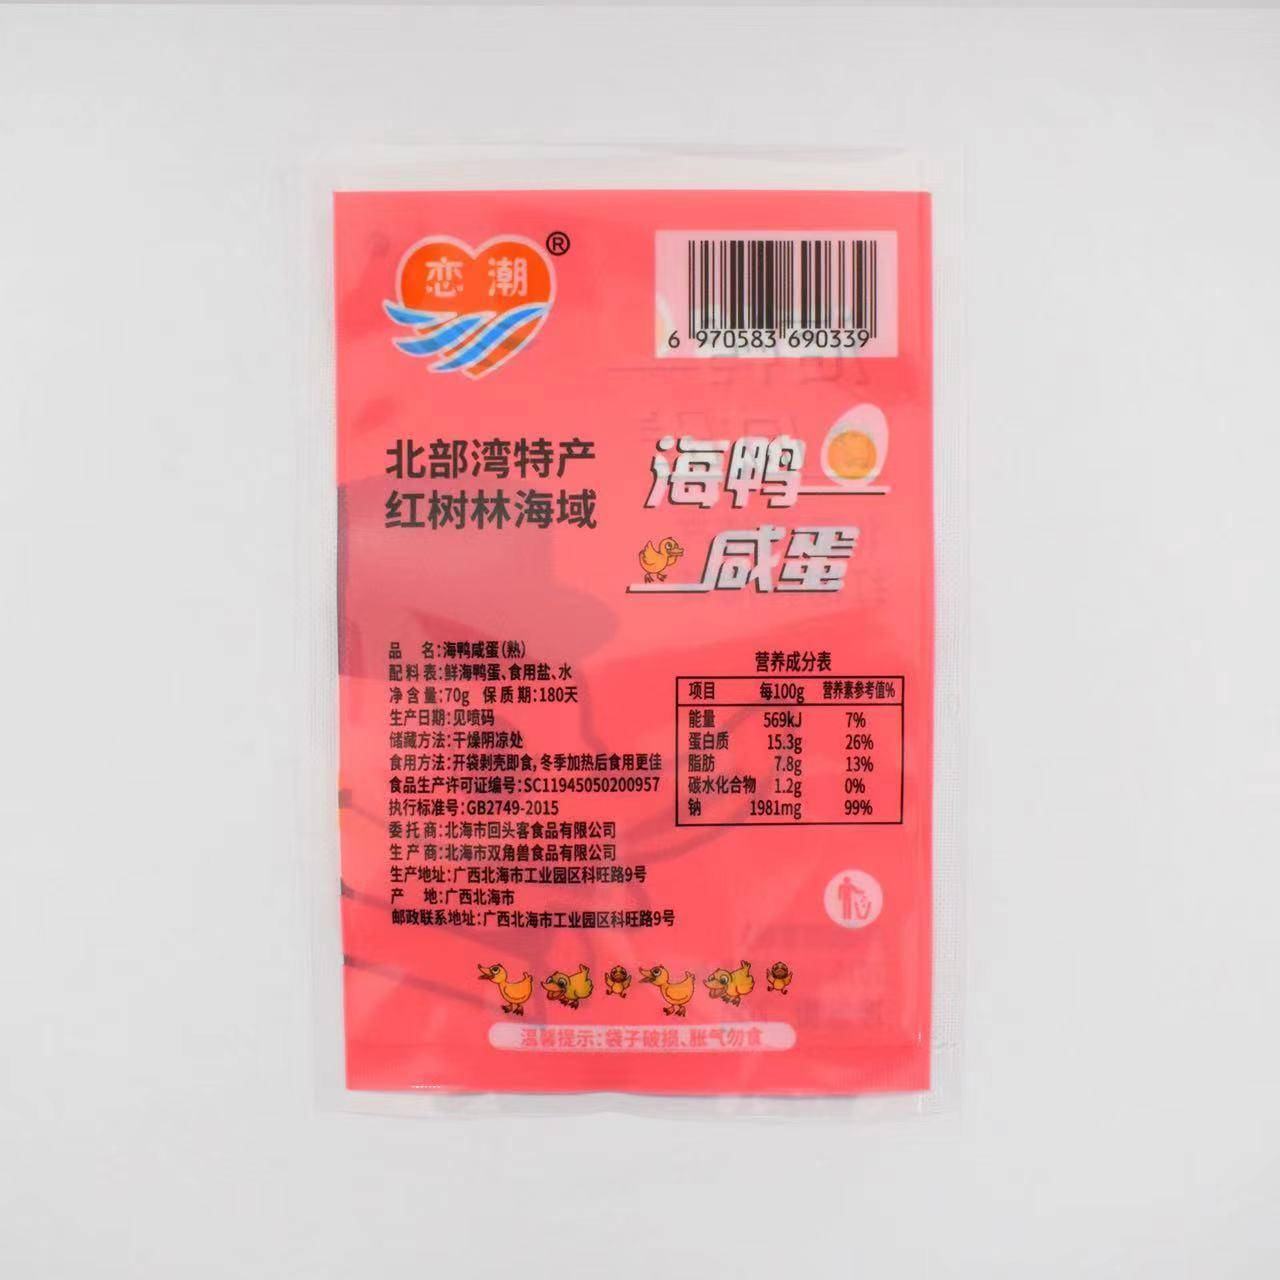 恋潮®
6 970583 690339
北部湾特产
红树林海域
海鸭
咸蛋
品 名:海鸭咸蛋(熟)
配料表:鲜海鸭蛋、食用盐、水
净含量:70g 保质期:180天
生产日期:见喷码
储藏方法:干燥阴凉处
食用方法:开袋剥壳即食,冬季加热后食用更佳
食品生产许可证编号:SC11945050200957
执行标准号:GB2749-2015
委托商:北海市回头客食品有限公司
生产商:北海市双角兽食品有限公司
生产地址:广西北海市工业园区科旺路9号
产 地:广西北海市
邮政联系地址:广西北海市工业园区科旺路9号
营养成分表
项目 每100g 营养素参考值%
能量 569kJ 7%
蛋白质 15.3g 26%
脂肪 7.8g 13%
碳水化合物 1.2g 0%
钠 1981mg 99%
温馨提示:袋子破损、胀气勿食